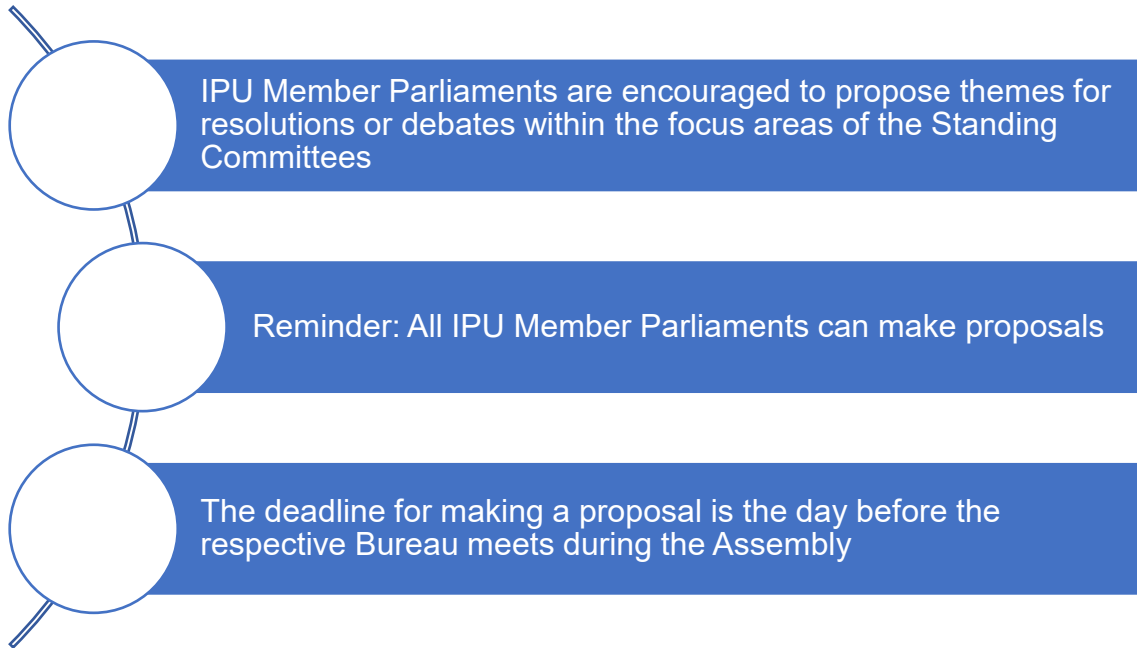 IPU Member Parliaments are encouraged to propose themes for
resolutions or debates within the focus areas of the Standing
Committees
Reminder: All IPU Member Parliaments can make proposals
The deadline for making a proposal is the day before the
respective Bureau meets during the Assembly